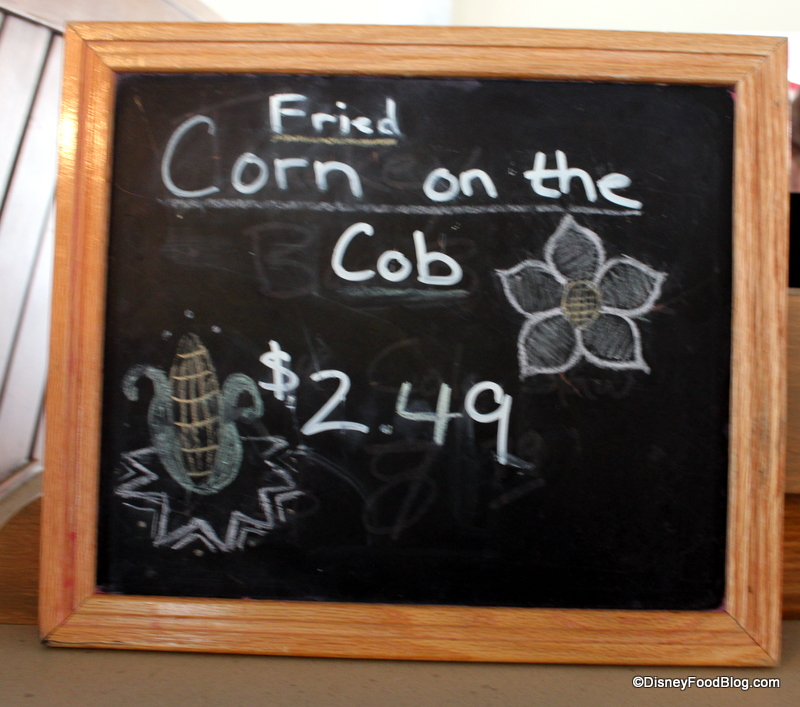 Fried
Corn on the
Cob
$2.49
©DisneyFoodBlog.com